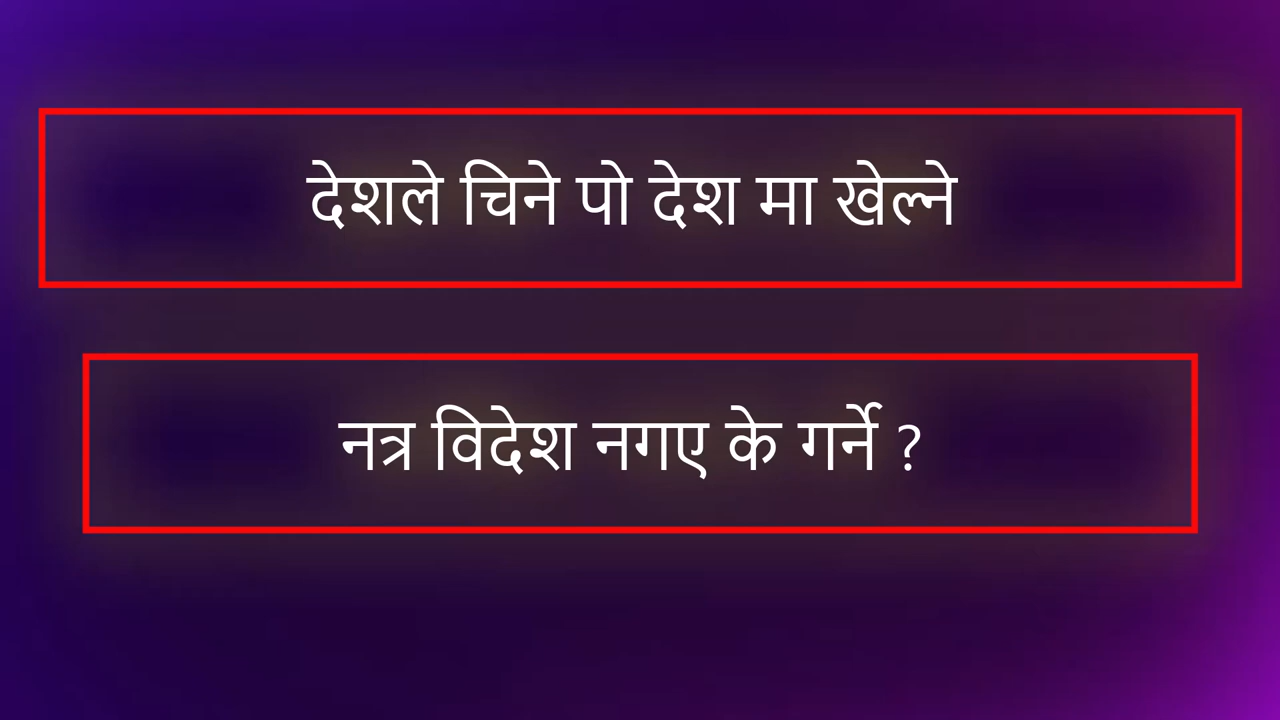 देशले चिने पो देश मा खेल्ने
नत्र विदेश नगए के गर्ने ?